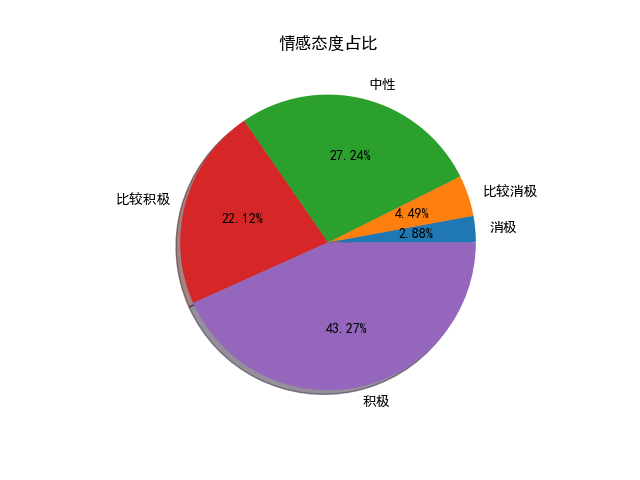 情感态度占比
中性
27.24%
比较消极
比较积极
4.49%
22.12%
消极
2.88%
43.27%
积极